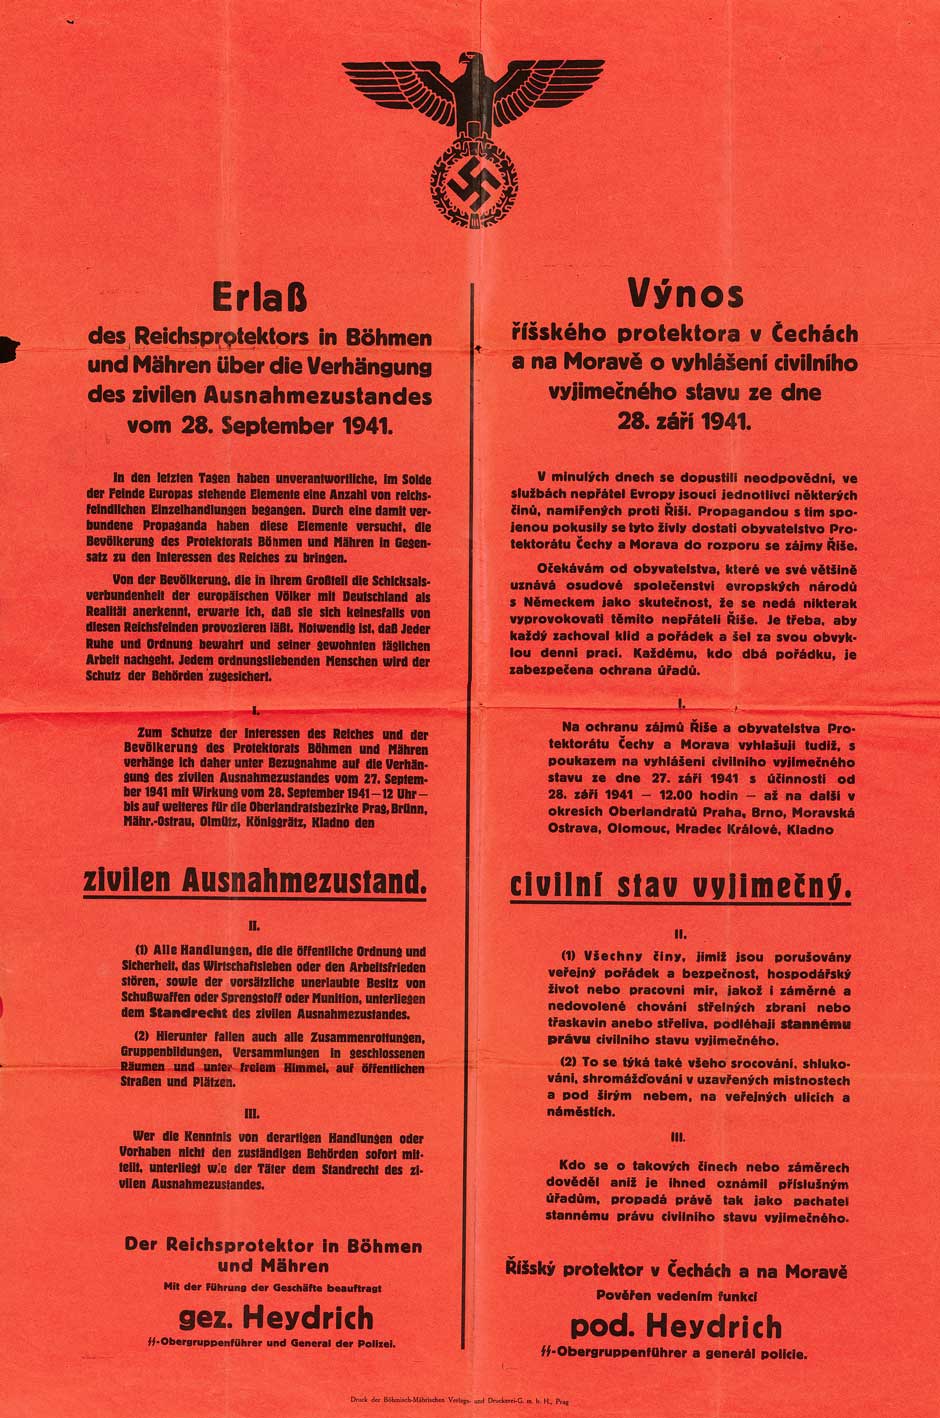 Erlaß
des Reichsprotektors in Böhmen
und Mähren über die Verhängung
des zivilen Ausnahmezustandes
vom 28. September 1941.
In den letzten Tagen haben unverantwortliche, im Solde
der Feinde Europas stehende Elemente eine Anzahl von reichs-
feindlichen Einzelhandlungen begangen. Durch eine damit ver-
bundene Propaganda haben diese Elemente versucht, die
Bevölkerung des Protektorats Böhmen und Mähren in Gegen-
satz zu den Interessen des Reiches zu bringen.
Von der Bevölkerung, die in ihrem Großteil die Schicksals-
verbundenheit der europäischen Völker mit Deutschland als
Realität anerkennt, erwarte ich, daß sie sich keinesfalls von
diesen Reichsfeinden provozieren läßt. Notwendig ist, daß Jeder
Ruhe und Ordnung bewahrt und seiner gewohnten täglichen
Arbeit nachgeht. Jedem ordnungsliebenden Menschen wird der
Schutz der Behörden zugesichert.
I.
Zum Schutze der Interessen des Reiches und der
Bevölkerung des Protektorats Böhmen und Mähren
verhänge ich daher unter Bezugnahme auf die Verhän-
gung des zivilen Ausnahmezustandes vom 27. Septem-
ber 1941 mit Wirkung vom 28. September 1941 — 12 Uhr —
bis auf weiteres für die Oberlandratsbezirke Prag, Brünn,
Mähr.-Ostrau, Olmütz, Königgrätz, Kladno den
zivilen Ausnahmezustand.
II.
(1) Alle Handlungen, die die öffentliche Ordnung und
Sicherheit, das Wirtschaftsleben oder den Arbeitsfrieden
stören, sowie der vorsätzliche unerlaubte Besitz von
Schußwaffen oder Sprengstoff oder Munition, unterliegen
dem Standrecht des zivilen Ausnahmezustandes.
(2) Hierunter fallen auch alle Zusammenrottungen,
Gruppenbildungen, Versammlungen in geschlossenen
Räumen und unter freiem Himmel, auf öffentlichen
Straßen und Plätzen.
III.
Wer die Kenntnis von derartigen Handlungen oder
Vorhaben nicht den zuständigen Behörden sofort mit-
teilt, unterliegt wie der Täter dem Standrecht des zi-
vilen Ausnahmezustandes.
Der Reichsprotektor in Böhmen
und Mähren
Mit der Führung der Geschäfte beauftragt
gez. Heydrich
SS-Obergruppenführer und General der Polizei.
Výnos
říšského protektora v Čechách
a na Moravě o vyhlášení civilního
vyjimečného stavu ze dne
28. září 1941.
V minulých dnech se dopustili neodpovědní, ve
službách nepřátel Evropy jsoucí jednotlivci některých
činů, namířených proti Říši. Propagandou s tím spo-
jenou pokusily se tyto živly dostati obyvatelstvo Pro-
tektorátu Čechy a Morava do rozporu se zájmy Říše.
Očekávám od obyvatelstva, které ve své většině
uznává osudové společenství evropských národů
s Německem jako skutečnost, že se nedá nikterak
vyprovokovati těmito nepřáteli Říše. Je třeba, aby
každý zachoval klid a pořádek a šel za svou obvyk-
lou denní prací. Každému, kdo dbá pořádku, je
zabezpečena ochrana úřadů.
I.
Na ochranu zájmů Říše a obyvatelstva Pro-
tektorátu Čechy a Morava vyhlašuji tudíž, s
poukazem na vyhlášení civilního vyjimečného
stavu ze dne 27. září 1941 s účinností od
28. září 1941 — 12.00 hodin — až na další v
okresích Oberlandratů Praha, Brno, Moravská
Ostrava, Olomouc, Hradec Králové, Kladno
civilní stav vyjimečný.
II.
(1) Všechny činy, jimiž jsou porušovány
veřejný pořádek a bezpečnost, hospodářský
život nebo pracovní mír, jakož i záměrné a
nedovolené chování střelných zbraní nebo
třaskavin anebo střeliva, podléhají stannému
právu civilního stavu vyjimečného.
(2) To se týká také všeho srocování, shluko-
vání, shromážďování v uzavřených místnostech
a pod širým nebem, na veřejných ulicích a
náměstích.
III.
Kdo se o takových činech nebo záměrech
dověděl aniž je ihned oznámil příslušným
úřadům, propadá právě tak jako pachatel
stannému právu civilního stavu vyjimečného.
Říšský protektor v Čechách a na Moravě
Pověřen vedením funkcí
pod. Heydrich
SS-Obergruppenführer a generál policie.
Druck der Böhmisch-Mährischen Verlags- und Druckerei-G. m. b. H., Prag